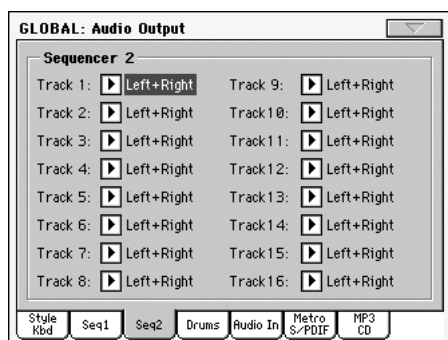 GLOBAL: Audio Output
Sequencer 2
Track 1: Left+Right
Track 2: Left+Right
Track 3: Left+Right
Track 4: Left+Right
Track 5: Left+Right
Track 6: Left+Right
Track 7: Left+Right
Track 8: Left+Right
Track 9: Left+Right
Track10: Left+Right
Track11: Left+Right
Track12: Left+Right
Track13: Left+Right
Track14: Left+Right
Track15: Left+Right
Track16: Left+Right
Style
Kbd
Seq1
Seq2
Drums
Audio In
Metro
S/PDIF
MP3
CD